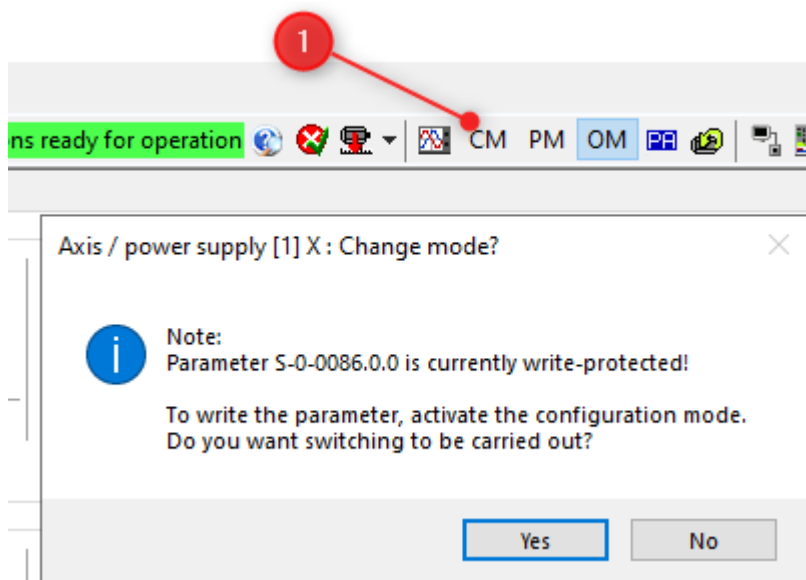 1
ns ready for operation CM PM OM PA
Axis / power supply [1] X : Change mode?
Note:
Parameter S-0-0086.0.0 is currently write-protected!
To write the parameter, activate the configuration mode.
Do you want switching to be carried out?
Yes No